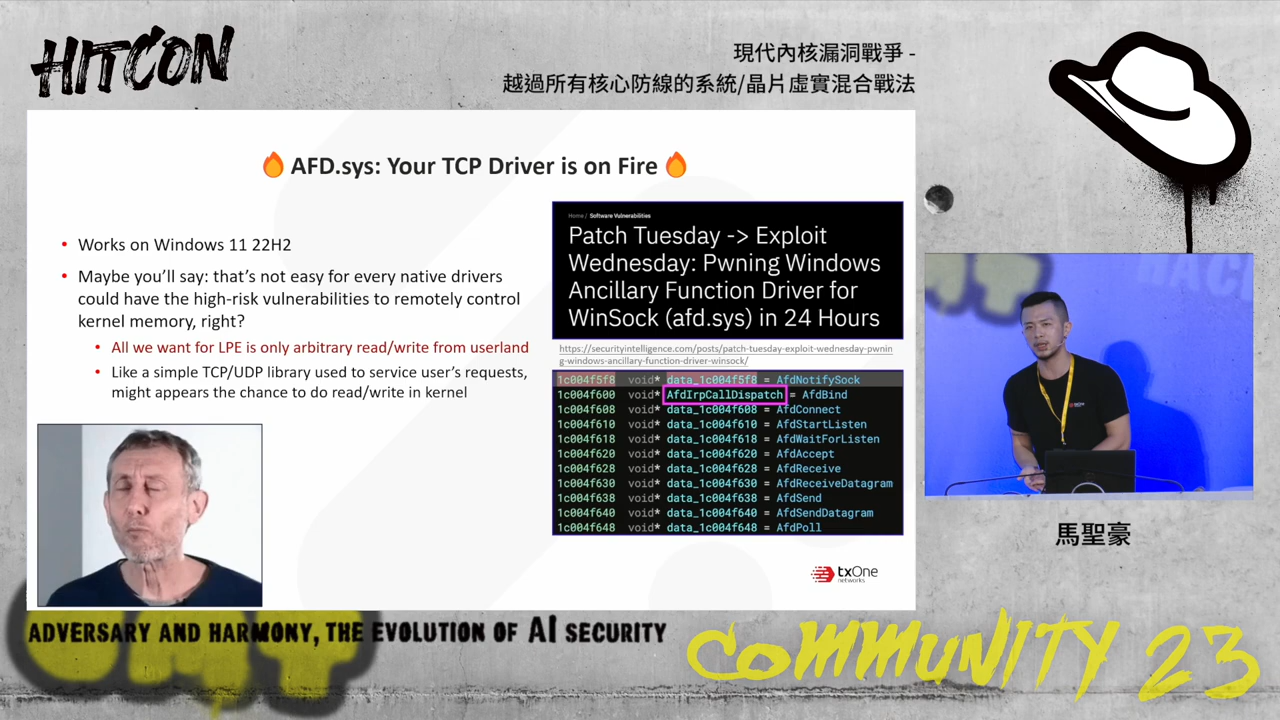 HITCON
現代內核漏洞戰爭 -
越過所有核心防線的系統/晶片虛實混合戰法
🔥 AFD.sys: Your TCP Driver is on Fire 🔥
• Works on Windows 11 22H2
• Maybe you'll say: that's not easy for every native drivers
could have the high-risk vulnerabilities to remotely control
kernel memory, right?
• All we want for LPE is only arbitrary read/write from userland
• Like a simple TCP/UDP library used to service user's requests,
might appears the chance to do read/write in kernel
Home / Software Vulnerabilities
Patch Tuesday -> Exploit
Wednesday: Pwning Windows
Ancillary Function Driver for
WinSock (afd.sys) in 24 Hours
https://securityintelligence.com/posts/patch-tuesday-exploit-wednesday-pwnin
g-windows-ancillary-function-driver-winsock/
1c004f5f8 void* data_1c004f5f8 = AfdNotifySock
1c004f600 void* AfdIrpCallDispatch = AfdBind
1c004f608 void* data_1c004f608 = AfdConnect
1c004f610 void* data_1c004f610 = AfdStartListen
1c004f618 void* data_1c004f618 = AfdWaitForListen
1c004f620 void* data_1c004f620 = AfdAccept
1c004f628 void* data_1c004f628 = AfdReceive
1c004f630 void* data_1c004f630 = AfdReceiveDatagram
1c004f638 void* data_1c004f638 = AfdSend
1c004f640 void* data_1c004f640 = AfdSendDatagram
1c004f648 void* data_1c004f648 = AfdPoll
txOne
networks
馬聖豪
ADVERSARY AND HARMONY, THE EVOLUTION OF AI SECURITY
COMMUNITY 23